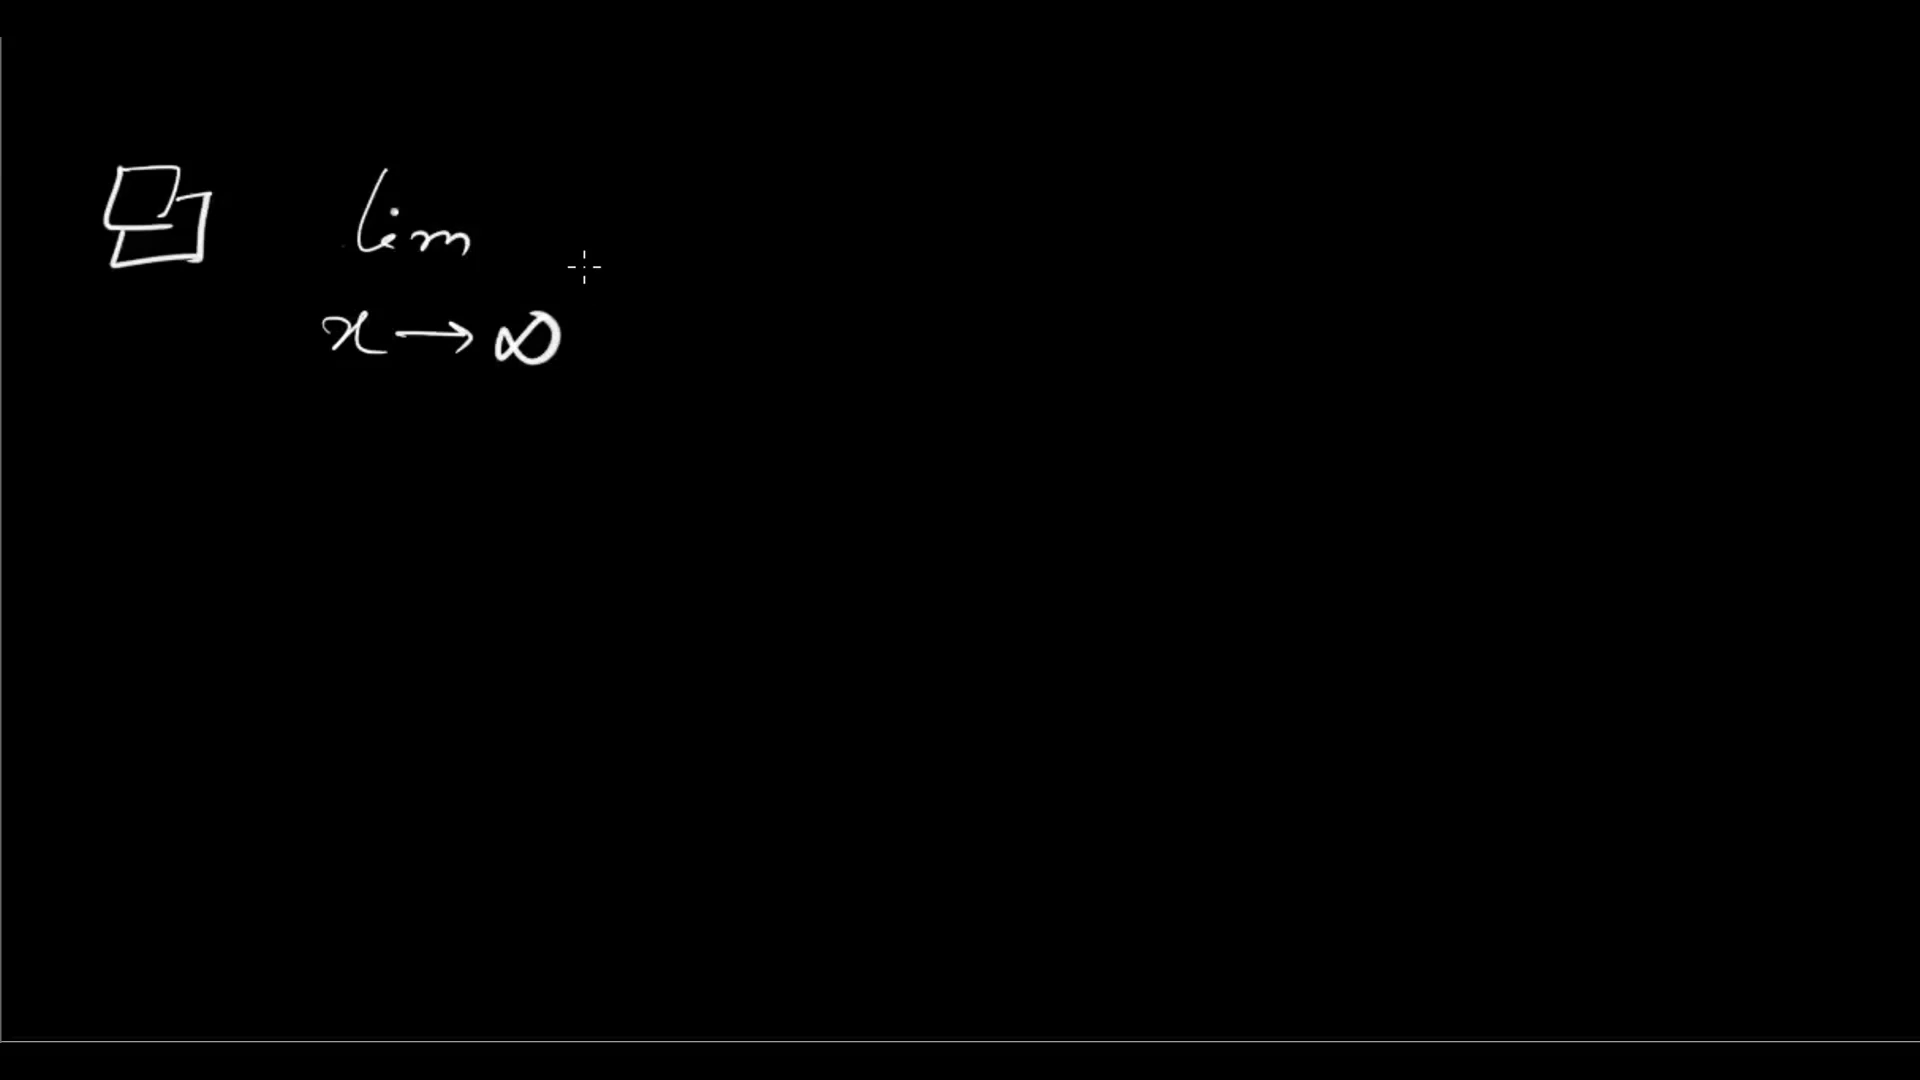 lim
x → ∞